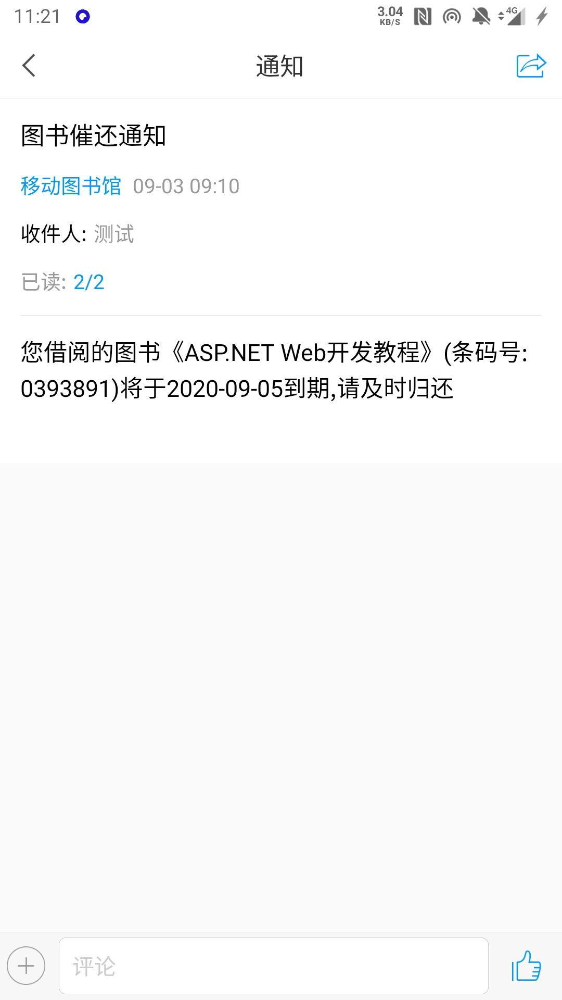 11:21
3.04
KB/S
4G
通知
图书催还通知
移动图书馆 09-03 09:10
收件人: 测试
已读: 2/2
您借阅的图书《ASP.NET Web开发教程》(条码号:
0393891)将于2020-09-05到期,请及时归还
评论